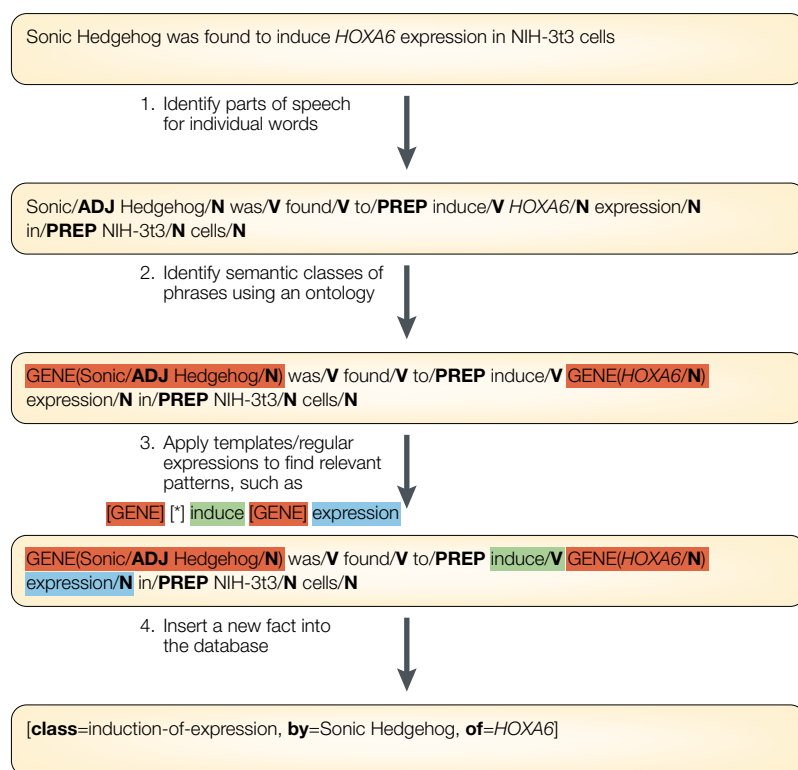 Sonic Hedgehog was found to induce HOXA6 expression in NIH-3t3 cells
1. Identify parts of speech
for individual words
Sonic/ADJ Hedgehog/N was/V found/V to/PREP induce/V HOXA6/N expression/N
in/PREP NIH-3t3/N cells/N
2. Identify semantic classes of
phrases using an ontology
GENE(Sonic/ADJ Hedgehog/N) was/V found/V to/PREP induce/V GENE(HOXA6/N)
expression/N in/PREP NIH-3t3/N cells/N
3. Apply templates/regular
expressions to find relevant
patterns, such as
[GENE] [*] induce [GENE] expression
GENE(Sonic/ADJ Hedgehog/N) was/V found/V to/PREP induce/V GENE(HOXA6/N)
expression/N in/PREP NIH-3t3/N cells/N
4. Insert a new fact into
the database
[class=induction-of-expression, by=Sonic Hedgehog, of=HOXA6]